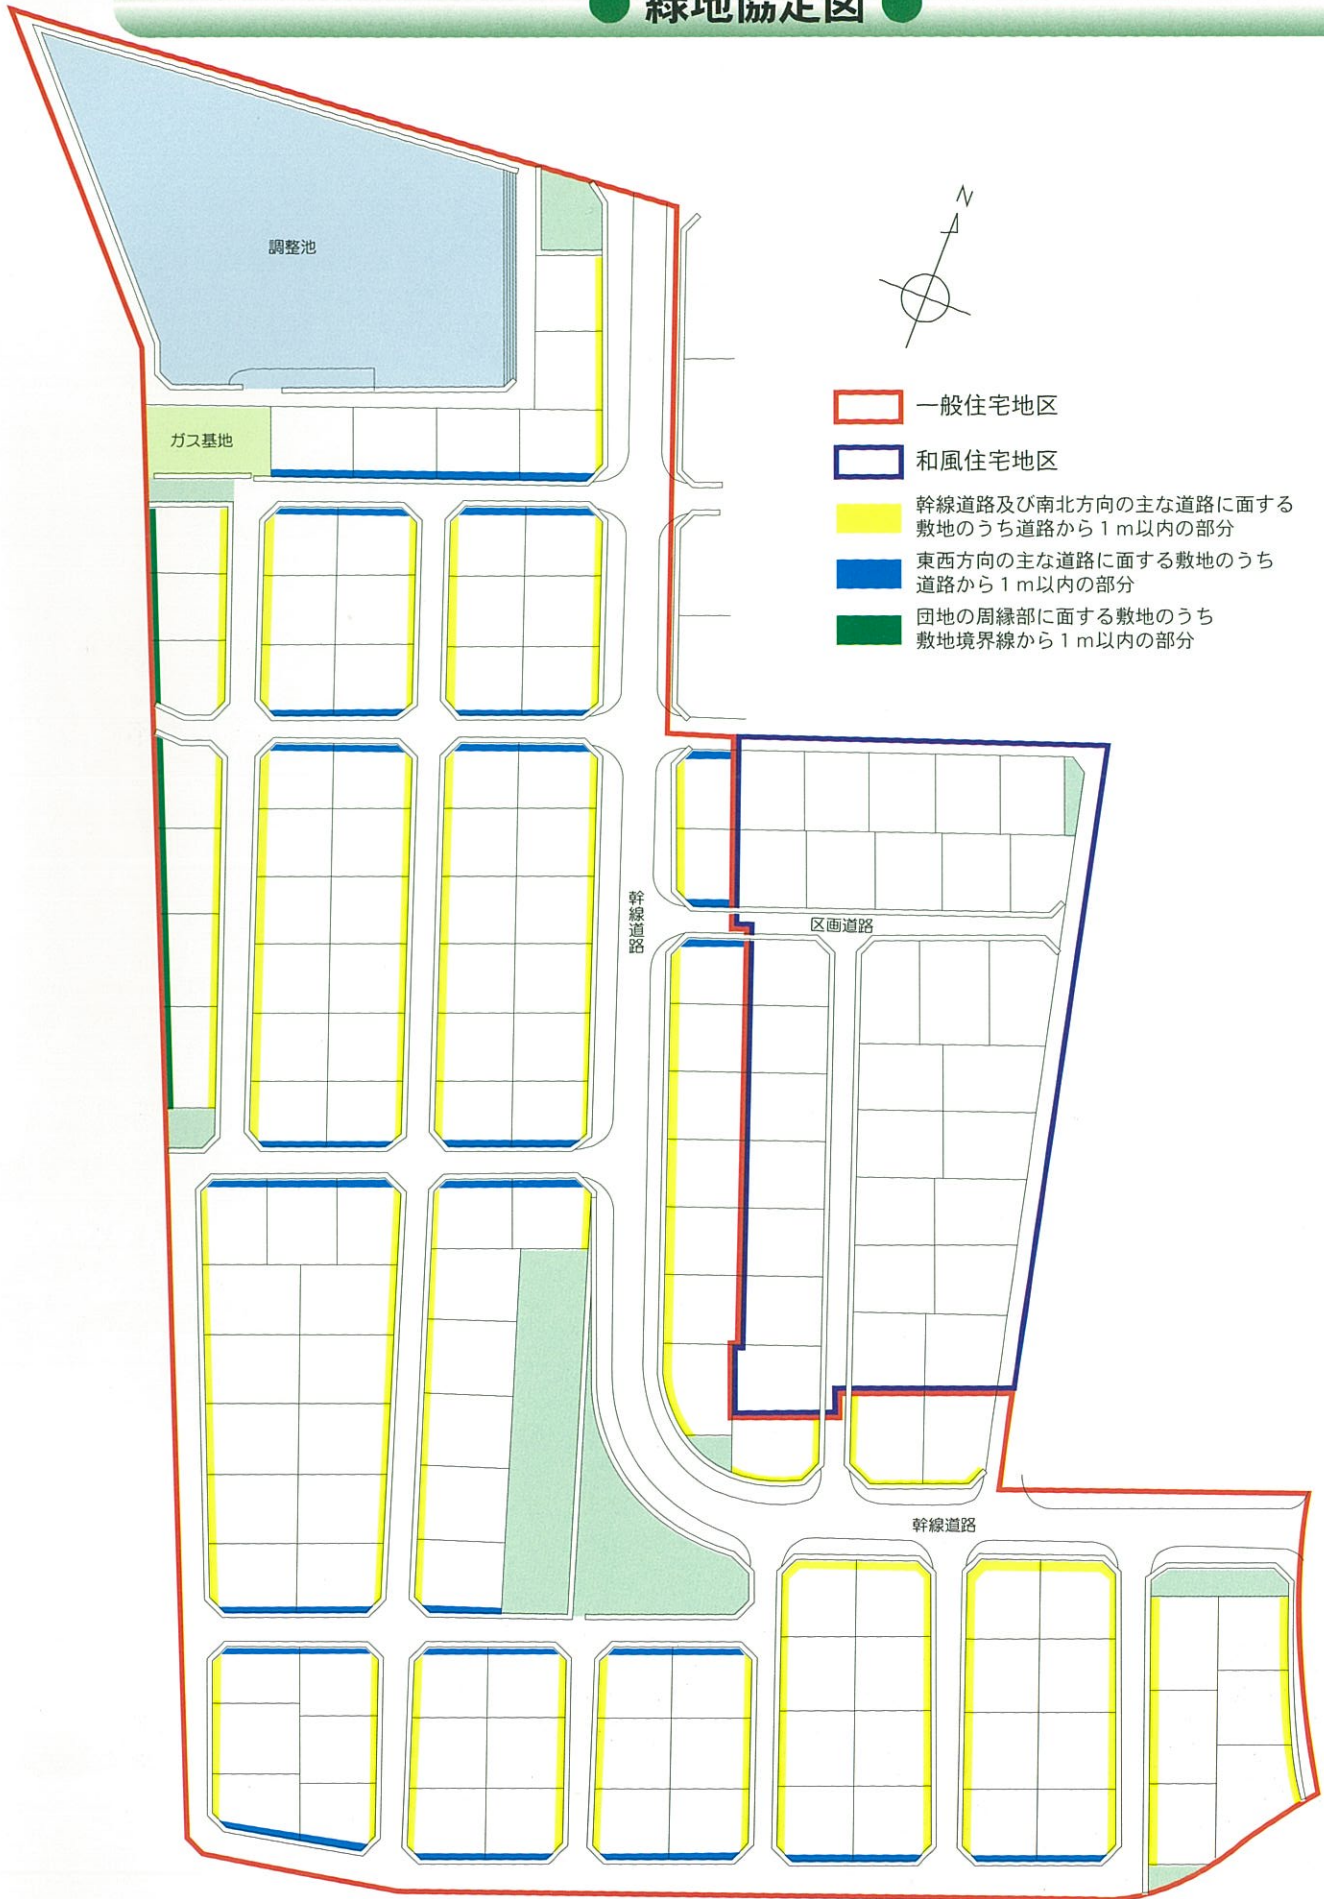 ● 緑地協定図 ●
N
調整池
一般住宅地区
ガス基地
和風住宅地区
幹線道路及び南北方向の主な道路に面する
敷地のうち道路から1m以内の部分
東西方向の主な道路に面する敷地のうち
道路から1m以内の部分
団地の周縁部に面する敷地のうち
敷地境界線から1m以内の部分
幹線道路
区画道路
幹線道路